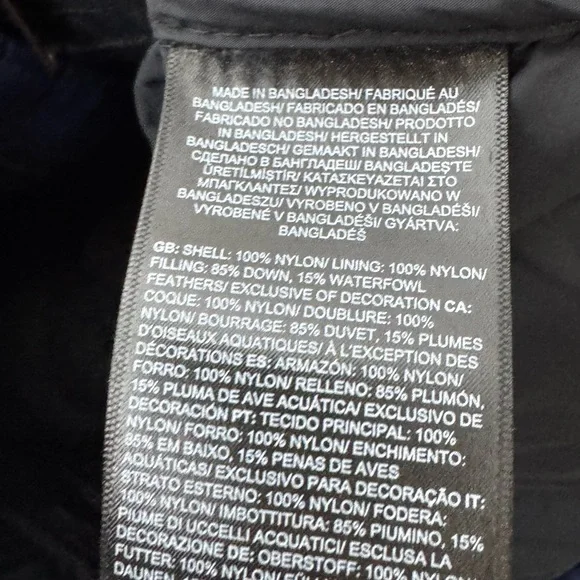 MADE IN BANGLADESH/ FABRIQUÉ AU
BANGLADESH/ FABRICADO EN BANGLADÉS/
FABRICADO NO BANGLADESH/ PRODOTTO
IN BANGLADESH/ HERGESTELLT IN
BANGLADESCH/ GEMAAKT IN BANGLADESH/
СДЕЛАНО В БАНГЛАДЕШ/ BANGLADEŞ'TE
ÜRETİLMİŞTİR/ ΚΑΤΑΣΚΕΥΑΖΕΤΑΙ ΣΤΟ
ΜΠΑΓΚΛΑΝΤΕΣ/ WYPRODUKOWANO W
BANGLADESZU/ VYROBENO V BANGLADÉŠI/
VYROBENÉ V BANGLADÉŠI/ GYÁRTVA:
BANGLADÉS
GB: SHELL: 100% NYLON/ LINING: 100% NYLON/
FILLING: 85% DOWN, 15% WATERFOWL
FEATHERS/ EXCLUSIVE OF DECORATION CA:
COQUE: 100% NYLON/ DOUBLURE: 100%
NYLON/ BOURRAGE: 85% DUVET, 15% PLUMES
D'OISEAUX AQUATIQUES/ À L'EXCEPTION DES
DÉCORATIONS ES: ARMAZÓN: 100% NYLON/
FORRO: 100% NYLON/ RELLENO: 85% PLUMÓN,
15% PLUMA DE AVE ACUÁTICA/ EXCLUSIVO DE
DECORACIÓN PT: TECIDO PRINCIPAL: 100%
NYLON/ FORRO: 100% NYLON/ ENCHIMENTO:
85% EM BAIXO, 15% PENAS DE AVES
AQUÁTICAS/ EXCLUSIVO PARA DECORAÇÃO IT:
STRATO ESTERNO: 100% NYLON/ FODERA:
100% NYLON/ IMBOTTITURA: 85% PIUMINO, 15%
PIUME DI UCCELLI ACQUATICI/ ESCLUSA LA
DECORAZIONE DE: OBERSTOFF: 100% NYLON/
FUTTER: 100% NYLON/
DAUNEN,